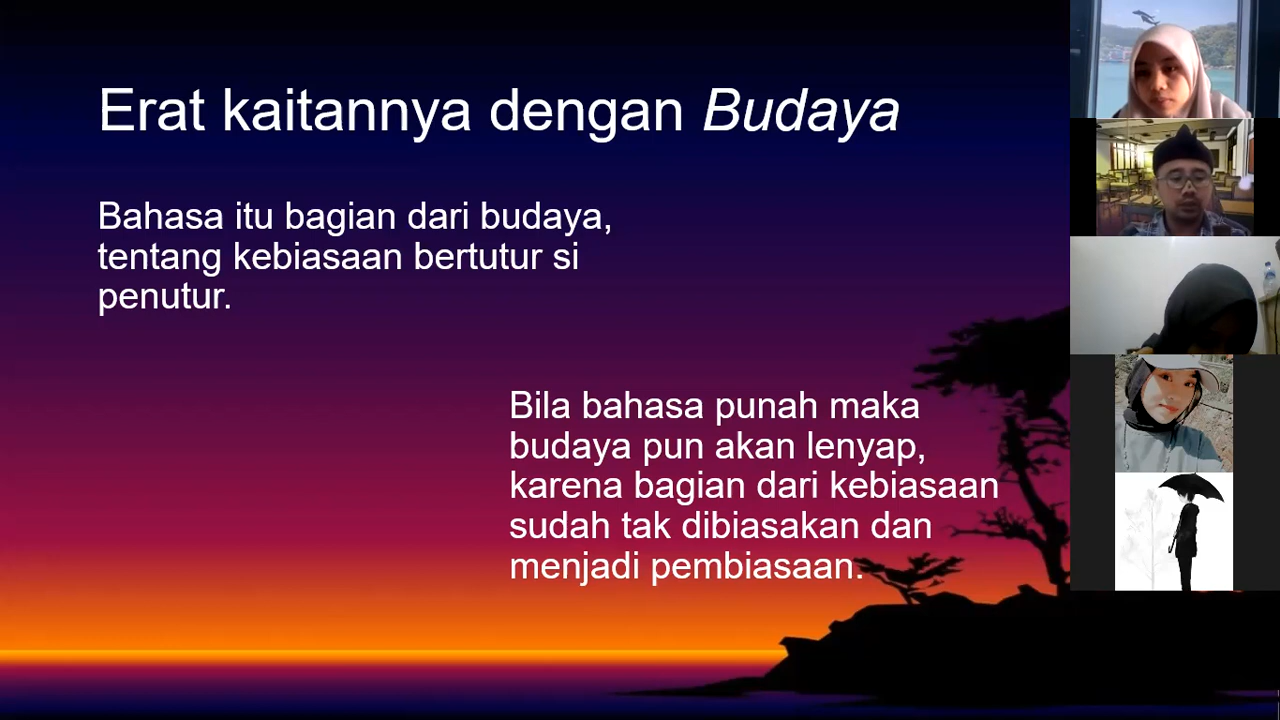 Erat kaitannya dengan Budaya
Bahasa itu bagian dari budaya,
tentang kebiasaan bertutur si
penutur.
Bila bahasa punah maka
budaya pun akan lenyap,
karena bagian dari kebiasaan
sudah tak dibiasakan dan
menjadi pembiasaan.